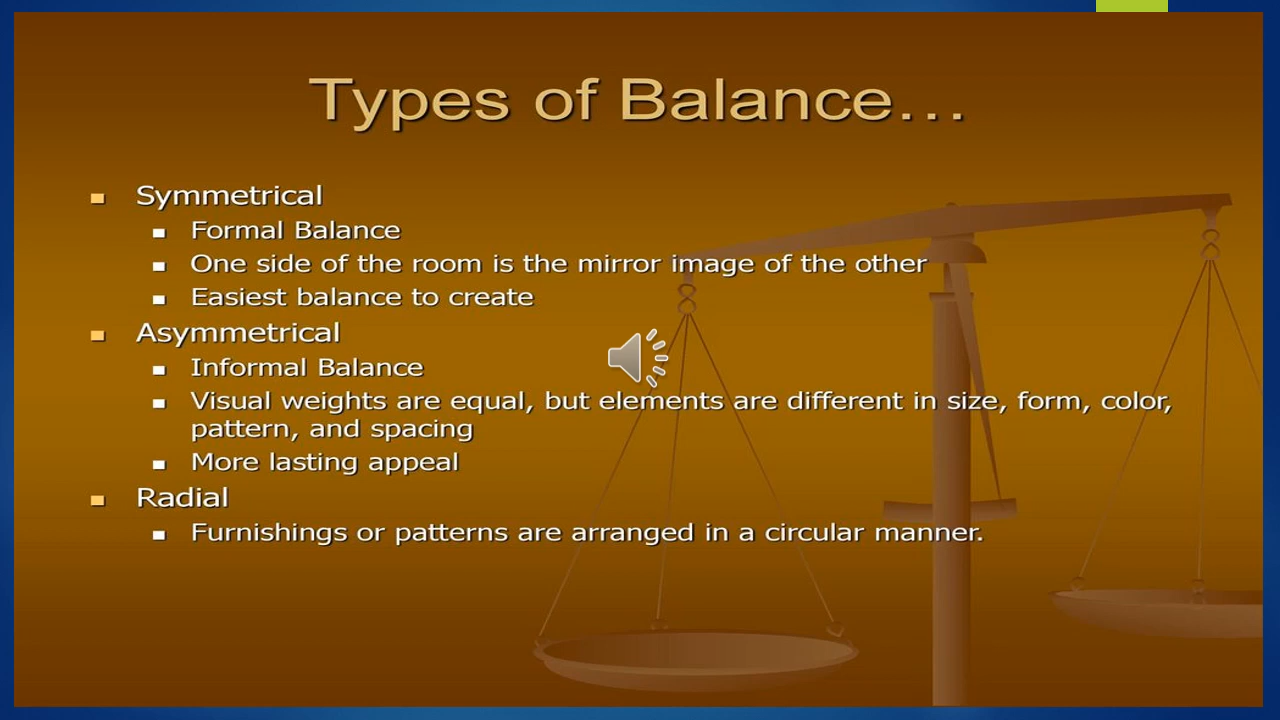 Types of Balance...
Symmetrical
Formal Balance
One side of the room is the mirror image of the other
Easiest balance to create
Asymmetrical
Informal Balance
Visual weights are equal, but elements are different in size, form, color,
pattern, and spacing
More lasting appeal
Radial
Furnishings or patterns are arranged in a circular manner.